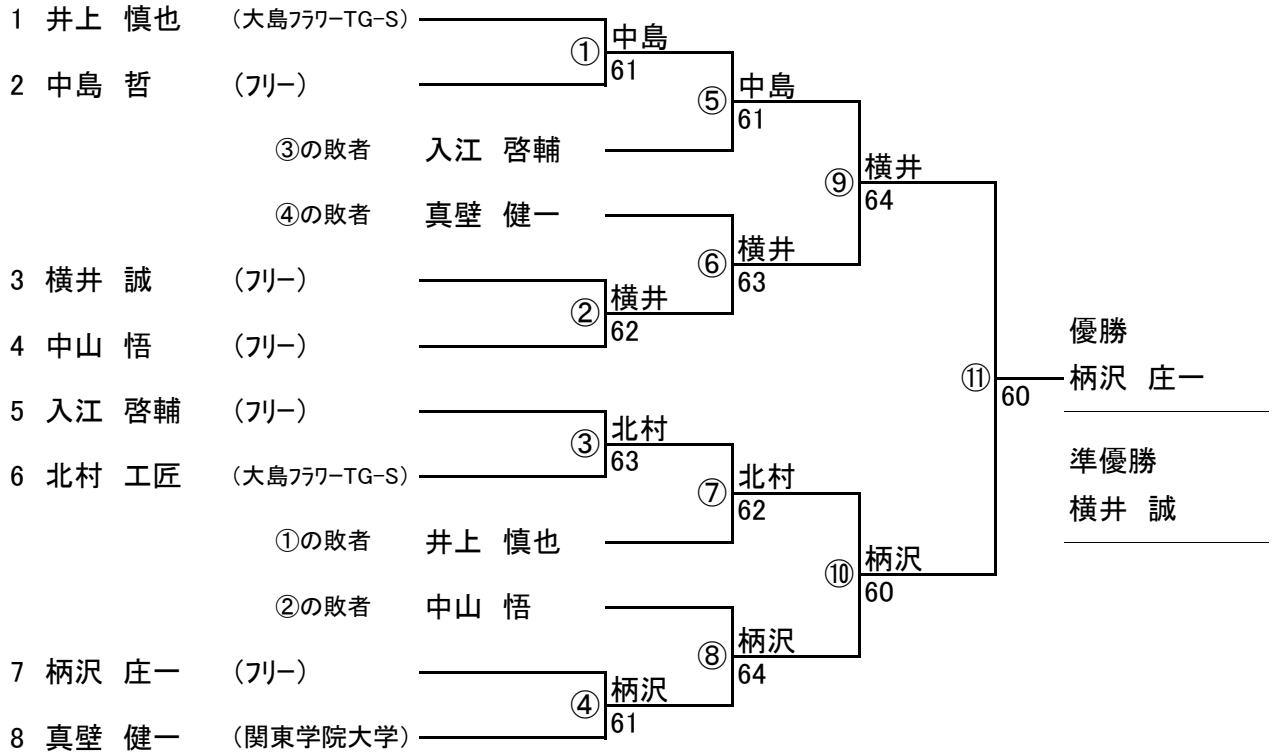 1 井上 慎也 (大島フラワーTG-S)
① 中島
61
2 中島 哲 (フリー)
⑤ 中島
61
③の敗者 入江 啓輔
⑨ 横井
64
④の敗者 真壁 健一
⑥ 横井
63
3 横井 誠 (フリー)
② 横井
62
4 中山 悟 (フリー)
優勝
⑪ 柄沢 庄一
60
5 入江 啓輔 (フリー)
③ 北村
63
6 北村 工匠 (大島フラワーTG-S)
準優勝
横井 誠
⑦ 北村
62
①の敗者 井上 慎也
⑩ 柄沢
60
②の敗者 中山 悟
⑧ 柄沢
64
7 柄沢 庄一 (フリー)
④ 柄沢
61
8 真壁 健一 (関東学院大学)